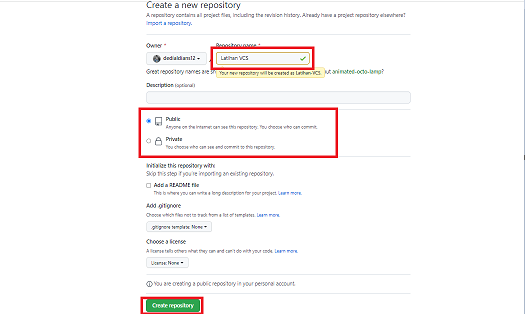 Create a new repository
A repository contains all project files, including the revision history. Already have a project repository elsewhere?
Import a repository.
Owner * Repository name *
dedialdians12 / Latihan VCS
Great repository names are sh
Your new repository will be created as Latihan-VCS.
ut animated-octo-lamp?
Description (optional)
Public
Anyone on the internet can see this repository. You choose who can commit.
Private
You choose who can see and commit to this repository.
Initialize this repository with:
Skip this step if you're importing an existing repository.
Add a README file
This is where you can write a long description for your project. Learn more.
Add .gitignore
Choose which files not to track from a list of templates. Learn more.
.gitignore template: None
Choose a license
A license tells others what they can and can't do with your code. Learn more.
License: None
You are creating a public repository in your personal account.
Create repository